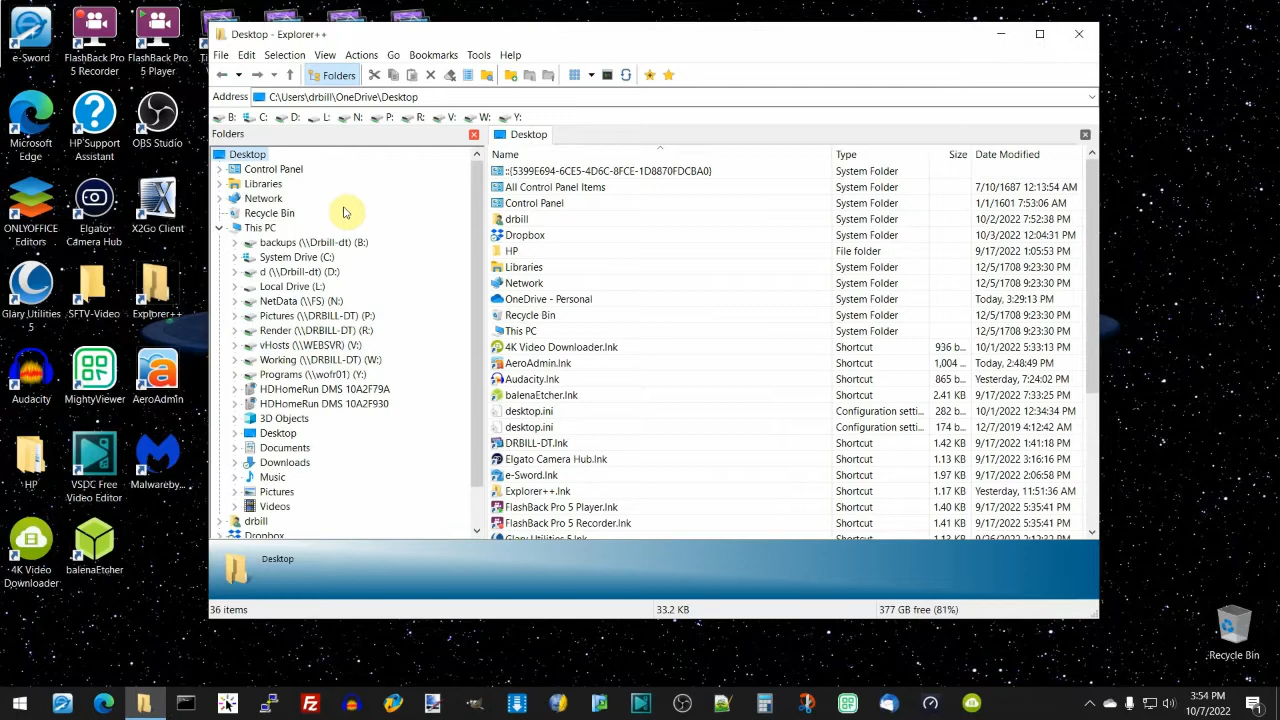 e-Sword
FlashBack Pro
5 Recorder
FlashBack Pro
5 Player
Microsoft
Edge
HP Support
Assistant
OBS Studio
ONLYOFFICE
Editors
Elgato
Camera Hub
X2Go Client
Glary Utilities
5
SFTV-Video
Explorer++
Audacity
MightyViewer
AeroAdmin
HP
VSDC Free
Video Editor
Malwareby...
4K Video
Downloader
balenaEtcher
Desktop - Explorer++
File Edit Selection View Actions Go Bookmarks Tools Help
Folders
Address C:\Users\drbill\OneDrive\Desktop
B: C: D: L: N: P: R: V: W: Y:
Folders
Desktop
Control Panel
Libraries
Network
Recycle Bin
This PC
backups (\\Drbill-dt) (B:)
System Drive (C:)
d (\\Drbill-dt) (D:)
Local Drive (L:)
NetData (\\FS) (N:)
Pictures (\\DRBILL-DT) (P:)
Render (\\DRBILL-DT) (R:)
vHosts (\\WEBSVR) (V:)
Working (\\DRBILL-DT) (W:)
Programs (\\wofr01) (Y:)
HDHomeRun DMS 10A2F79A
HDHomeRun DMS 10A2F930
3D Objects
Desktop
Documents
Downloads
Music
Pictures
Videos
drbill
Dropbox
Desktop
Name Type Size Date Modified
::{5399E694-6CE5-4D6C-8FCE-1D8870FDCBA0} System Folder
All Control Panel Items System Folder 7/10/1687 12:13:54 AM
Control Panel System Folder 1/1/1601 7:53:06 AM
drbill System Folder 10/2/2022 7:52:38 PM
Dropbox System Folder 10/3/2022 12:04:31 PM
HP File folder 9/17/2022 1:05:53 PM
Libraries System Folder 12/5/1708 9:23:30 PM
Network System Folder 12/5/1708 9:23:30 PM
OneDrive - Personal System Folder Today, 3:29:13 PM
Recycle Bin System Folder 12/5/1708 9:23:30 PM
This PC System Folder 12/5/1708 9:23:30 PM
4K Video Downloader.lnk Shortcut 936 b... 10/1/2022 5:33:13 PM
AeroAdmin.lnk Shortcut 1,004 ... Today, 2:48:49 PM
Audacity.lnk Shortcut 865 b... Yesterday, 7:24:02 PM
balenaEtcher.lnk Shortcut 2.41 KB 9/17/2022 7:33:25 PM
desktop.ini Configuration setti... 282 b... 10/1/2022 12:34:34 PM
desktop.ini Configuration setti... 174 b... 12/7/2019 4:12:42 AM
DRBILL-DT.lnk Shortcut 1.42 KB 9/17/2022 1:41:18 PM
Elgato Camera Hub.lnk Shortcut 1.13 KB 9/17/2022 3:16:16 PM
e-Sword.lnk Shortcut 1.97 KB 9/17/2022 2:06:58 PM
Explorer++.lnk Shortcut 1.17 KB Yesterday, 11:51:36 AM
FlashBack Pro 5 Player.lnk Shortcut 1.40 KB 9/17/2022 5:35:41 PM
FlashBack Pro 5 Recorder.lnk Shortcut 1.41 KB 9/17/2022 5:35:41 PM
Glary Utilities 5.lnk Shortcut 1.13 KB 9/26/2022 2:12:32 PM
Desktop
36 items 33.2 KB 377 GB free (81%)
Recycle Bin
3:54 PM
10/7/2022